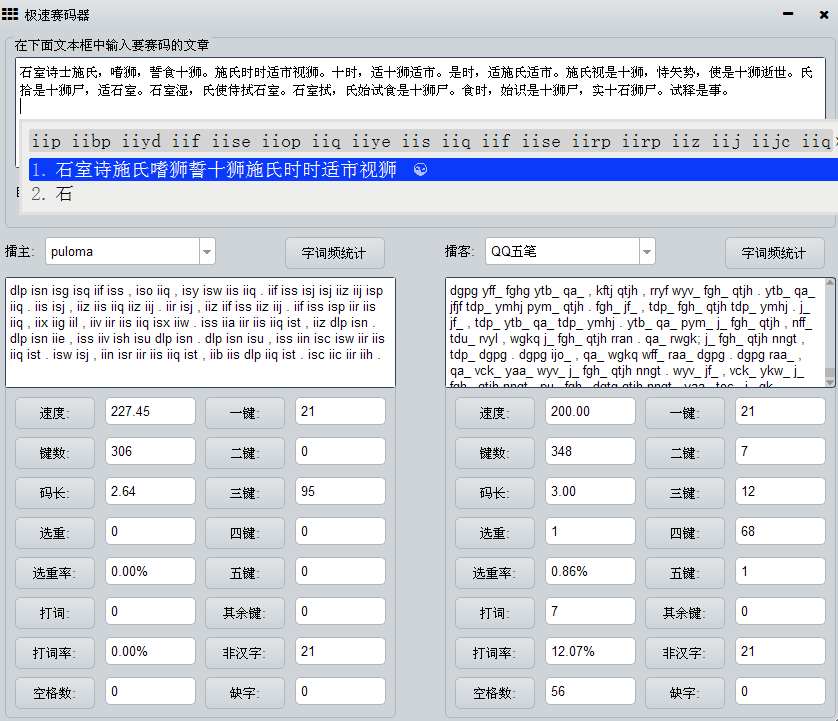 极速赛码器
在下面文本框中输入要赛码的文章
石室诗士施氏，嗜狮，誓食十狮。施氏时时适市视狮。十时，适十狮适市。是时，适施氏适市。施氏视是十狮，恃矢势，使是十狮逝世。氏
拾是十狮尸，适石室。石室湿，氏使侍拭石室。石室拭，氏始试食是十狮尸。食时，始识是十狮尸，实十石狮尸。试释是事。
iip iibp iiyd iif iise iiop iiq iiye iis iiq iif iise iirp iirp iiz iij iijc iiq
1. 石室诗施氏嗜狮誓十狮施氏时时适市视狮 ☯
2. 石
擂主: puloma 字词频统计
擂客: QQ五笔 字词频统计
dlp isn isg isq iif iss , iso iiq , isy isw iis iiq . iif iss isj isj iiz iij isp
iiq . iis isj , iiz iis iiq iiz iij . iir isj , iiz iif iss iiz iij . iif iss isp iir iis
iiq , iix iig iil , iiv iir iis iiq isx iiw . iss iia iir iis iiq ist , iiz dlp isn .
dlp isn iie , iss iiv ish isu dlp isn . dlp isn isu , iss iin isc isw iir iis
iiq ist . isw isj , iin isr iir iis iiq ist , iib iis dlp iiq ist . isc iic iir iih .
dgpg yff_ fghg ytb_ qa_ , kftj qtjh , rryf wyv_ fgh_ qtjh . ytb_ qa_
jfjf tdp_ ymhj pym_ qtjh . fgh_ jf_ , tdp_ fgh_ qtjh tdp_ ymhj . j_
jf_ , tdp_ ytb_ qa_ tdp_ ymhj . ytb_ qa_ pym_ j_ fgh_ qtjh , nff_
tdu_ rvyl , wgkq j_ fgh_ qtjh rran . qa_ rwgk; j_ fgh_ qtjh nngt ,
tdp_ dgpg . dgpg ijo_ , qa_ wgkq wff_ raa_ dgpg . dgpg raa_ ,
qa_ vck_ yaa_ wyv_ j_ fgh_ qtjh nngt . wyv_ jf_ , vck_ ykw_ j_
fgh_ qtjh nngt , pu_ fgh_ dgtg qtjh nngt . yaa_ toc_ j_ gk_
速度: 227.45 一键: 21
键数: 306 二键: 0
码长: 2.64 三键: 95
选重: 0 四键: 0
选重率: 0.00% 五键: 0
打词: 0 其余键: 0
打词率: 0.00% 非汉字: 21
空格数: 0 缺字: 0
速度: 200.00 一键: 21
键数: 348 二键: 7
码长: 3.00 三键: 12
选重: 1 四键: 68
选重率: 0.86% 五键: 1
打词: 7 其余键: 0
打词率: 12.07% 非汉字: 21
空格数: 56 缺字: 0